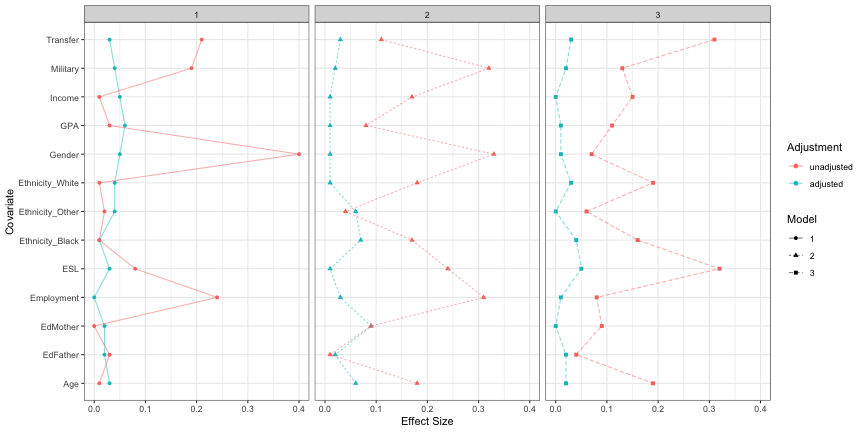 1 2 3
Transfer
Military
Income
GPA
Gender
Ethnicity_White
Ethnicity_Other
Ethnicity_Black
ESL
Employment
EdMother
EdFather
Age
Covariate
0.0 0.1 0.2 0.3 0.4 0.0 0.1 0.2 0.3 0.4 0.0 0.1 0.2 0.3 0.4
Effect Size
Adjustment
unadjusted
adjusted
Model
1
2
3